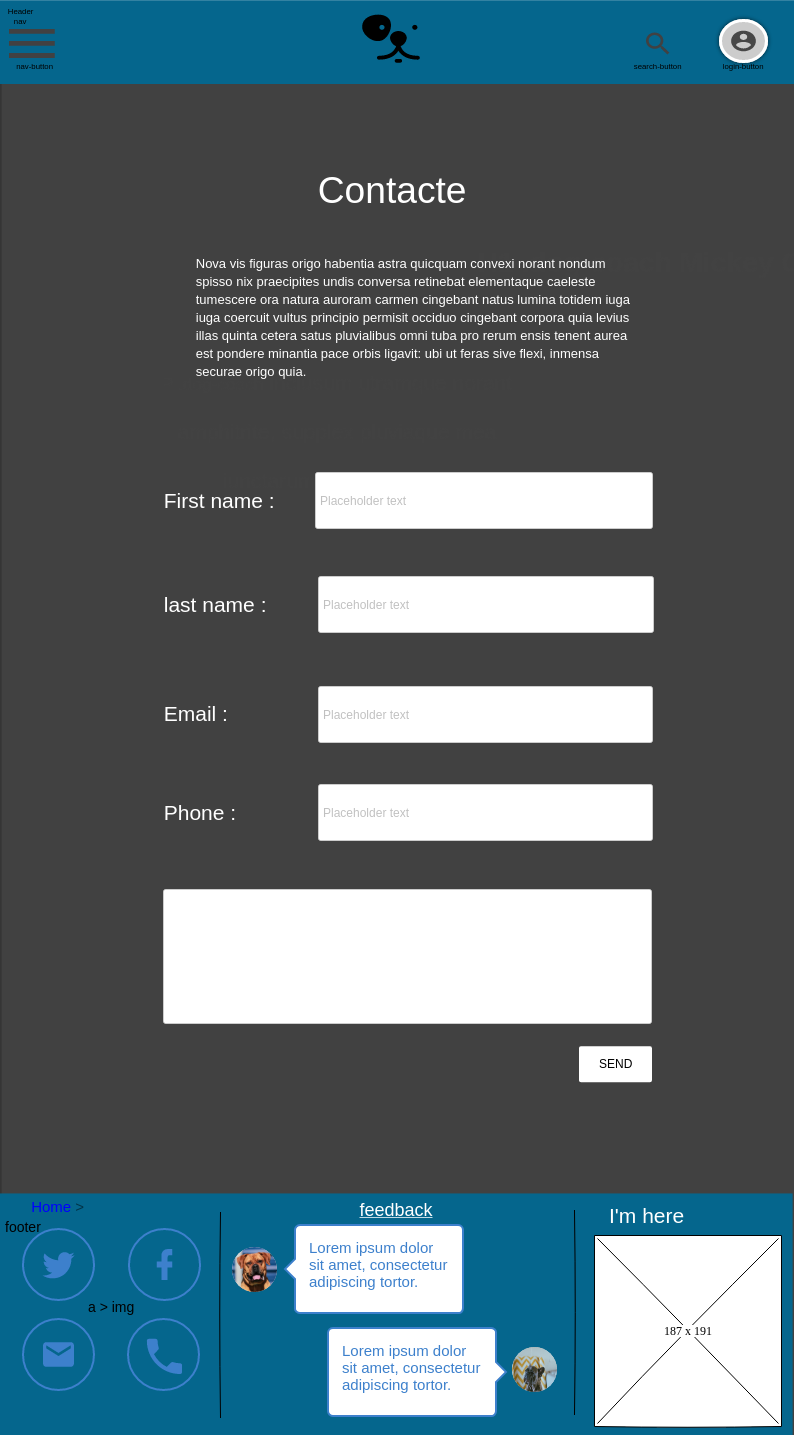 Header
nav
nav-button
search-button
login-button
Contacte
Nova vis figuras origo habentia astra quicquam convexi norant nondum
spisso nix praecipites undis conversa retinebat elementaque caeleste
tumescere ora natura auroram carmen cingebant natus lumina totidem iuga
iuga coercuit vultus principio permisit occiduo cingebant corpora quia levius
illas quinta cetera satus pluvialibus omni tuba pro rerum ensis tenent aurea
est pondere minantia pace orbis ligavit: ubi ut feras sive flexi, inmensa
securae origo quia.
First name :
Placeholder text
last name :
Placeholder text
Email :
Placeholder text
Phone :
Placeholder text
SEND
Home >
footer
a > img
feedback
Lorem ipsum dolor
sit amet, consectetur
adipiscing tortor.
Lorem ipsum dolor
sit amet, consectetur
adipiscing tortor.
I'm here
187 x 191